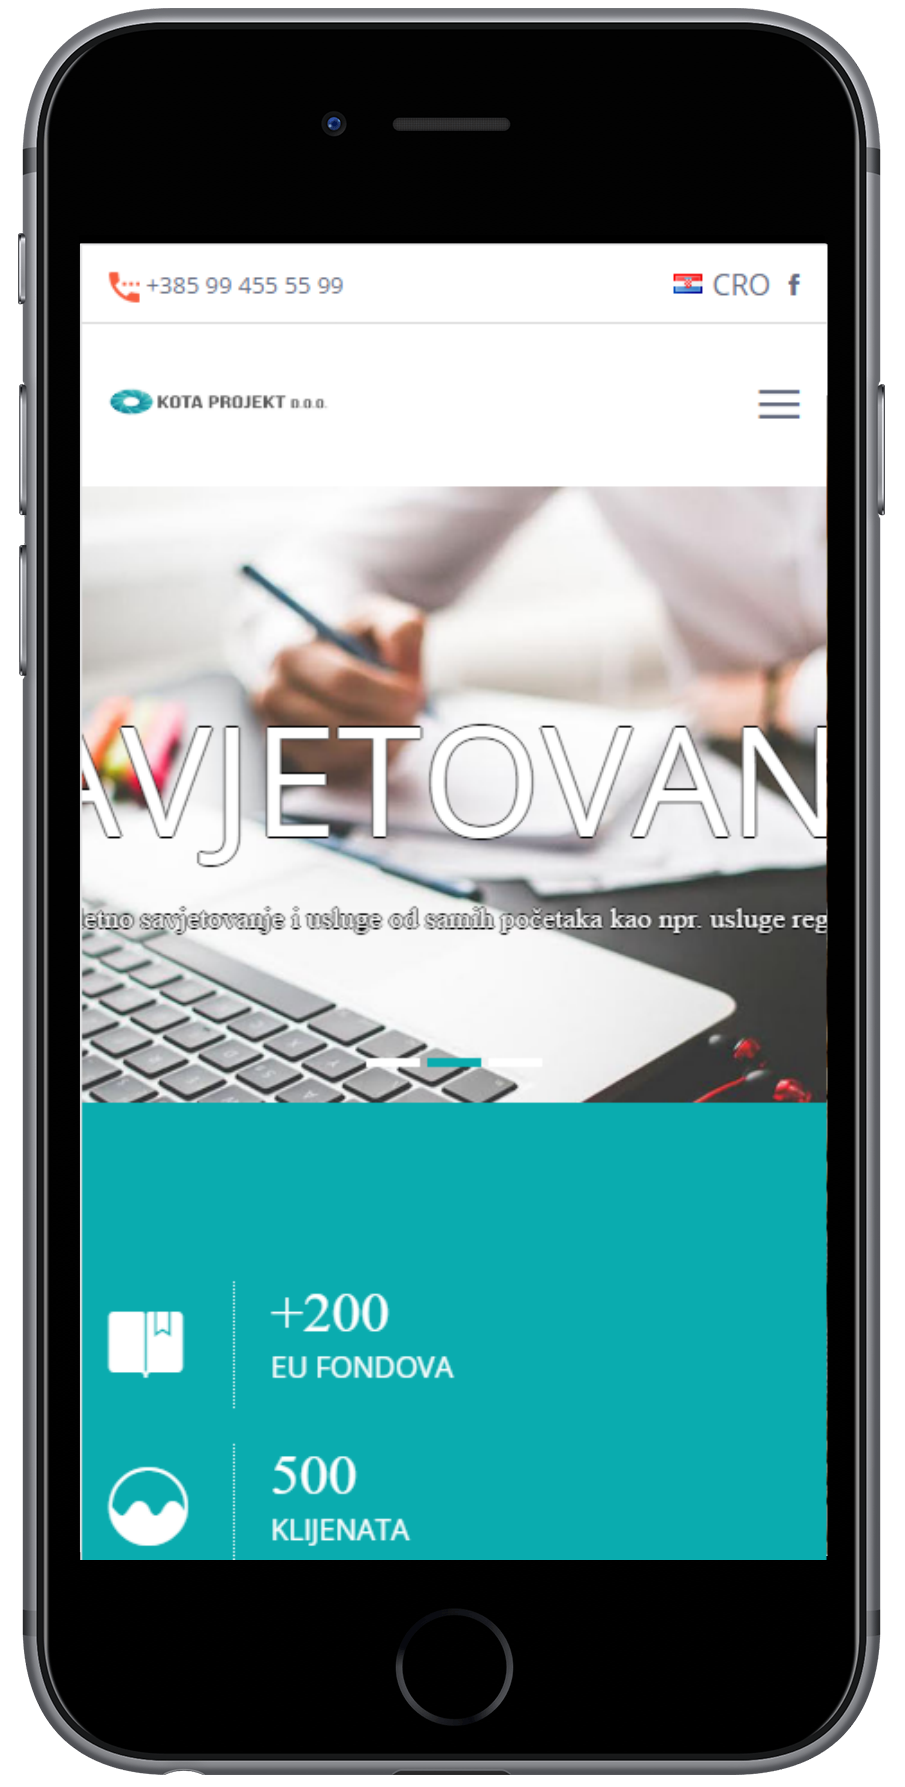 +385 99 455 55 99
CRO f
KOTA PROJEKT D.O.O.
AVJETOVAN
etno savjetovanje i usluge od samih početaka kao npr. usluge reg
+200
EU FONDOVA
500
KLIJENATA